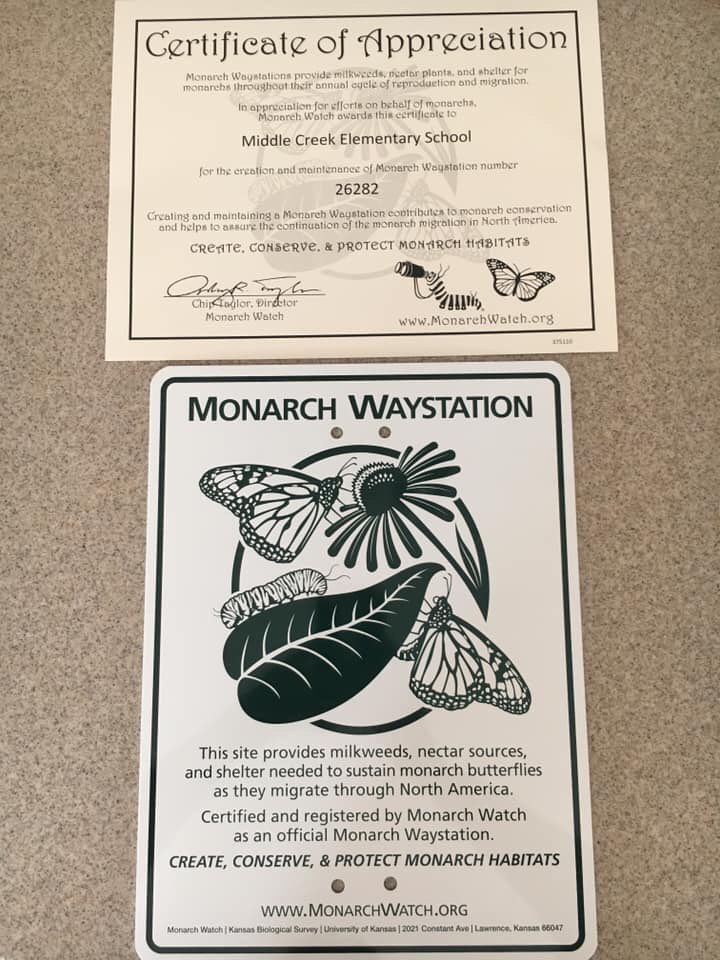 Certificate of Appreciation
Monarch Waystations provide milkweeds, nectar plants, and shelter for
monarchs throughout their annual cycle of reproduction and migration.
In appreciation for efforts on behalf of monarchs,
Monarch Watch awards this certificate to
Middle Creek Elementary School
for the creation and maintenance of Monarch Waystation number
26282
Creating and maintaining a Monarch Waystation contributes to monarch conservation
and helps to assure the continuation of the monarch migration in North America.
CREATE, CONSERVE, & PROTECT MONARCH HABITATS
Chip Taylor, Director
Monarch Watch
www.MonarchWatch.org
MONARCH WAYSTATION
This site provides milkweeds, nectar sources,
and shelter needed to sustain monarch butterflies
as they migrate through North America.
Certified and registered by Monarch Watch
as an official Monarch Waystation.
CREATE, CONSERVE, & PROTECT MONARCH HABITATS
WWW.MONARCHWATCH.ORG
Monarch Watch | Kansas Biological Survey | University of Kansas | 2021 Constant Ave | Lawrence, Kansas 66047